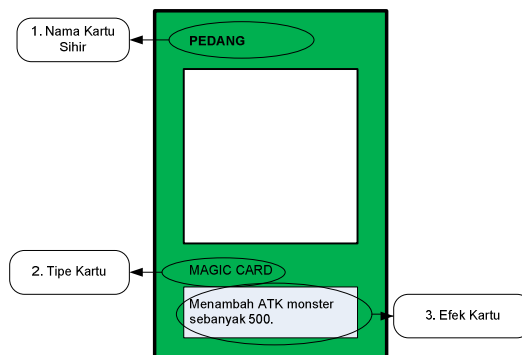 1. Nama Kartu
Sihir
PEDANG
2. Tipe Kartu
MAGIC CARD
Menambah ATK monster
sebanyak 500.
3. Efek Kartu